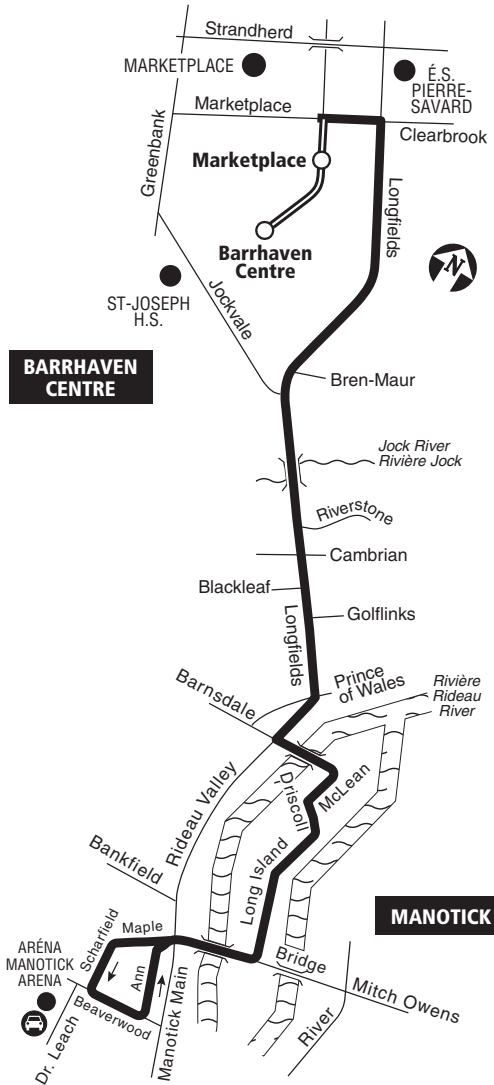 Strandherd
MARKETPLACE
É.S.
PIERRE-
SAVARD
Marketplace
Clearbrook
Greenbank
Marketplace
Longfields
Barrhaven
Centre
N
ST-JOSEPH
H.S.
Jockvale
BARRHAVEN
CENTRE
Bren-Maur
Jock River
Rivière Jock
Riverstone
Cambrian
Blackleaf
Golflinks
Longfields
Prince
of Wales
Rivière
Rideau
River
Barnsdale
Rideau Valley
Driscoll
McLean
Bankfield
Long Island
MANOTICK
Scharfield
Maple
Ann
ARÉNA
MANOTICK
ARENA
Beaverwood
Dr. Leach
Manotick Main
Bridge
Mitch Owens
River